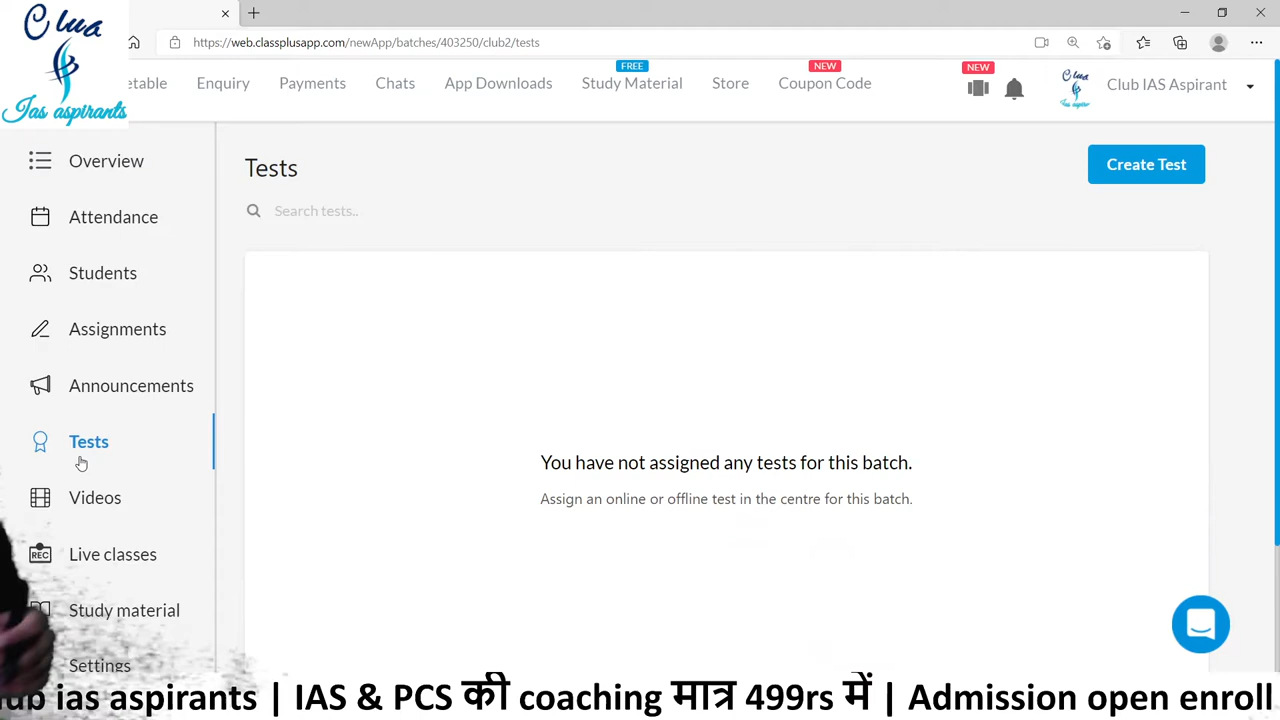 Club
Ias aspirants
https://web.classplusapp.com/newApp/batches/403250/club2/tests
etable
Enquiry
Payments
Chats
App Downloads
FREE
Study Material
Store
NEW
Coupon Code
NEW
Club IAS Aspirant
Overview
Attendance
Students
Assignments
Announcements
Tests
Videos
REC
Live classes
Study material
Settings
Tests
Create Test
Search tests..
You have not assigned any tests for this batch.
Assign an online or offline test in the centre for this batch.
ub ias aspirants | IAS & PCS की coaching मात्र 499rs में | Admission open enroll